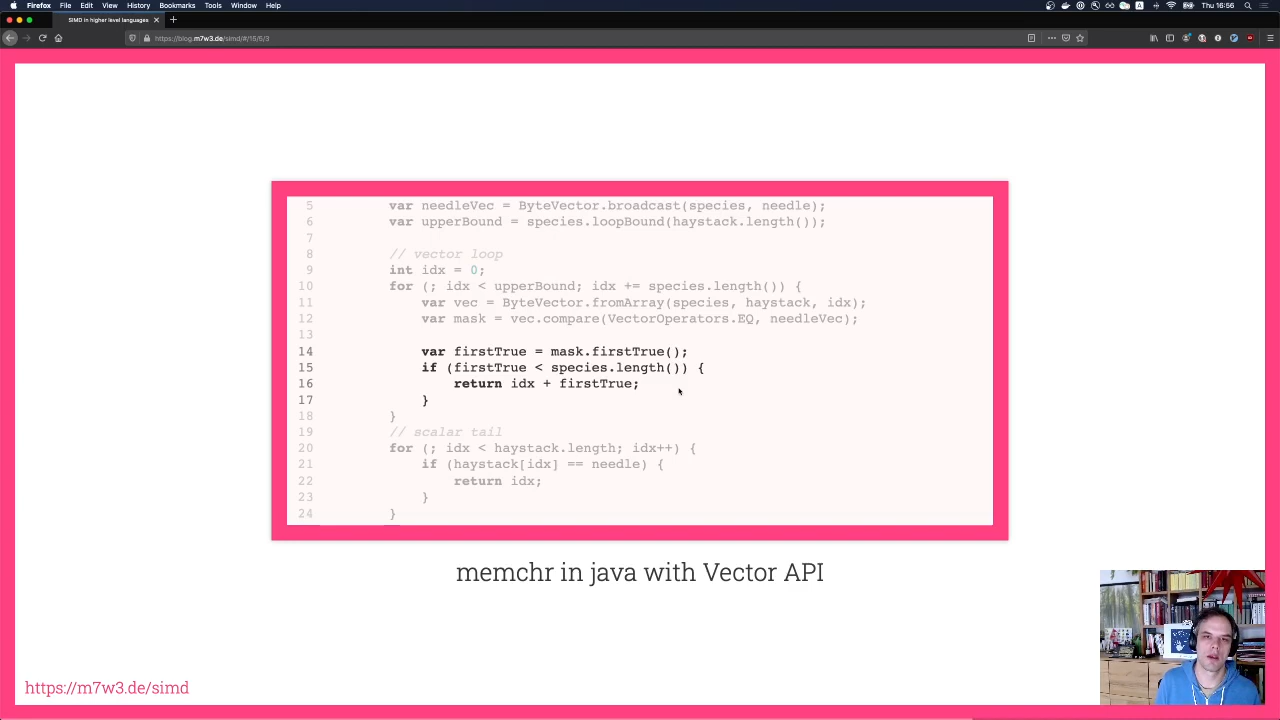 Firefox File Edit View History Bookmarks Tools Window Help
Thu 16:56
SIMD in higher level languages
https://blog.m7w3.de/simd/#/15/6/3
5 var needleVec = ByteVector.broadcast(species, needle);
6 var upperBound = species.loopBound(haystack.length());
7
8 // vector loop
9 int idx = 0;
10 for (; idx < upperBound; idx += species.length()) {
11 var vec = ByteVector.fromArray(species, haystack, idx);
12 var mask = vec.compare(VectorOperators.EQ, needleVec);
13
14 var firstTrue = mask.firstTrue();
15 if (firstTrue < species.length()) {
16 return idx + firstTrue;
17 }
18 }
19 // scalar tail
20 for (; idx < haystack.length; idx++) {
21 if (haystack[idx] == needle) {
22 return idx;
23 }
24 }
memchr in java with Vector API
https://m7w3.de/simd